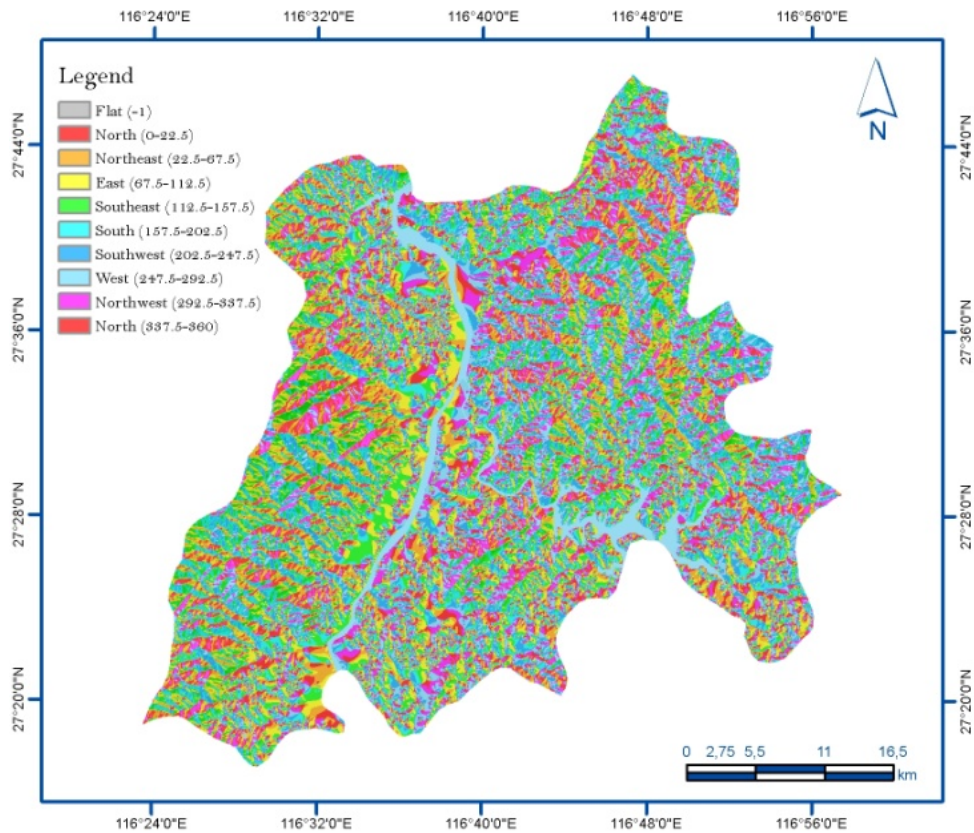 116°24'0"E 116°32'0"E 116°40'0"E 116°48'0"E 116°56'0"E
Legend
Flat (-1)
North (0-22.5)
Northeast (22.5-67.5)
East (67.5-112.5)
Southeast (112.5-157.5)
South (157.5-202.5)
Southwest (202.5-247.5)
West (247.5-292.5)
Northwest (292.5-337.5)
North (337.5-360)
N
27°44'0"N 27°44'0"N
27°36'0"N 27°36'0"N
27°28'0"N 27°28'0"N
27°20'0"N 27°20'0"N
0 2,75 5,5 11 16,5
km
116°24'0"E 116°32'0"E 116°40'0"E 116°48'0"E 116°56'0"E